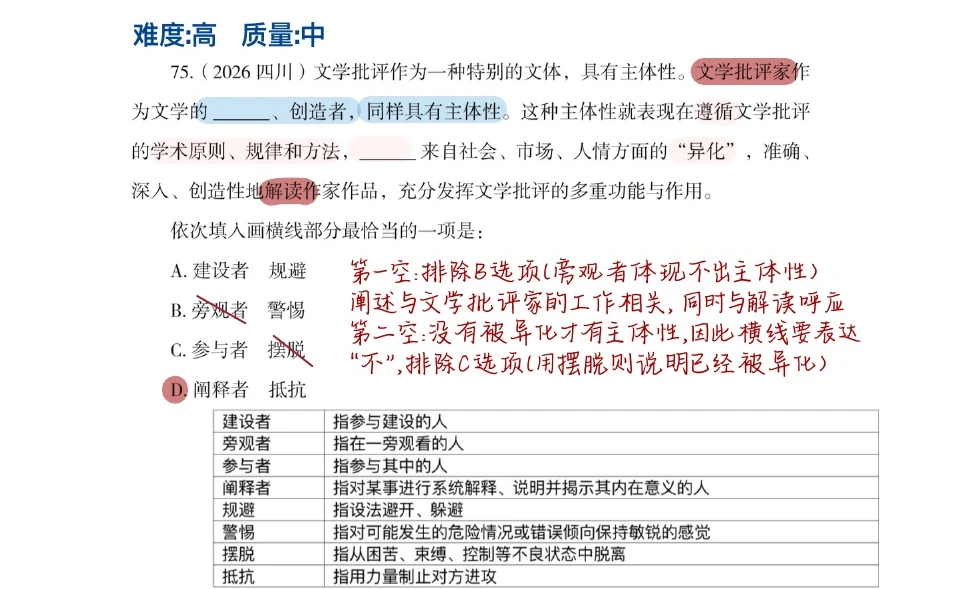 难度:高 质量:中
75.（2026 四川）文学批评作为一种特别的文体，具有主体性。文学批评家作
为文学的______、创造者，同样具有主体性。这种主体性就表现在遵循文学批评
的学术原则、规律和方法，______来自社会、市场、人情方面的“异化”，准确、
深入、创造性地解读作家作品，充分发挥文学批评的多重功能与作用。
依次填入画横线部分最恰当的一项是：
A. 建设者 规避
B. 旁观者 警惕
C. 参与者 摆脱
D. 阐释者 抵抗
第一空:排除B选项(旁观者体现不出主体性)
阐述与文学批评家的工作相关,同时与解读呼应
第二空:没有被异化才有主体性,因此横线要表达
“不”,排除C选项(用摆脱则说明已经被异化)
建设者 指参与建设的人
旁观者 指在一旁观看的人
参与者 指参与其中的人
阐释者 指对某事进行系统解释、说明并揭示其内在意义的人
规避 指设法避开、躲避
警惕 指对可能发生的危险情况或错误倾向保持敏锐的感觉
摆脱 指从困苦、束缚、控制等不良状态中脱离
抵抗 指用力量制止对方进攻